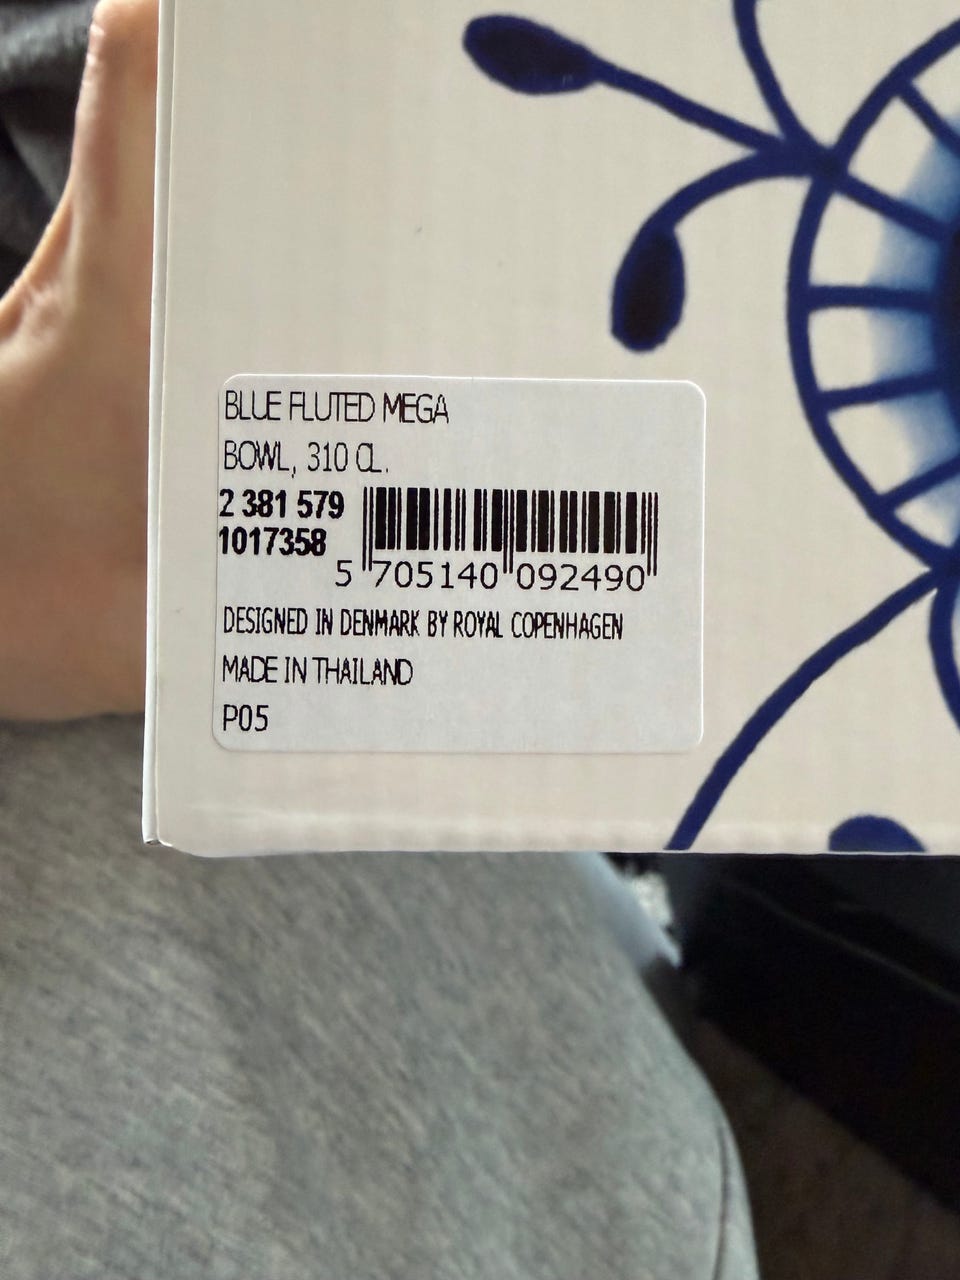 BLUE FLUTED MEGA
BOWL, 310 CL.
2 381 579
1017358
5 705140 092490
DESIGNED IN DENMARK BY ROYAL COPENHAGEN
MADE IN THAILAND
P05